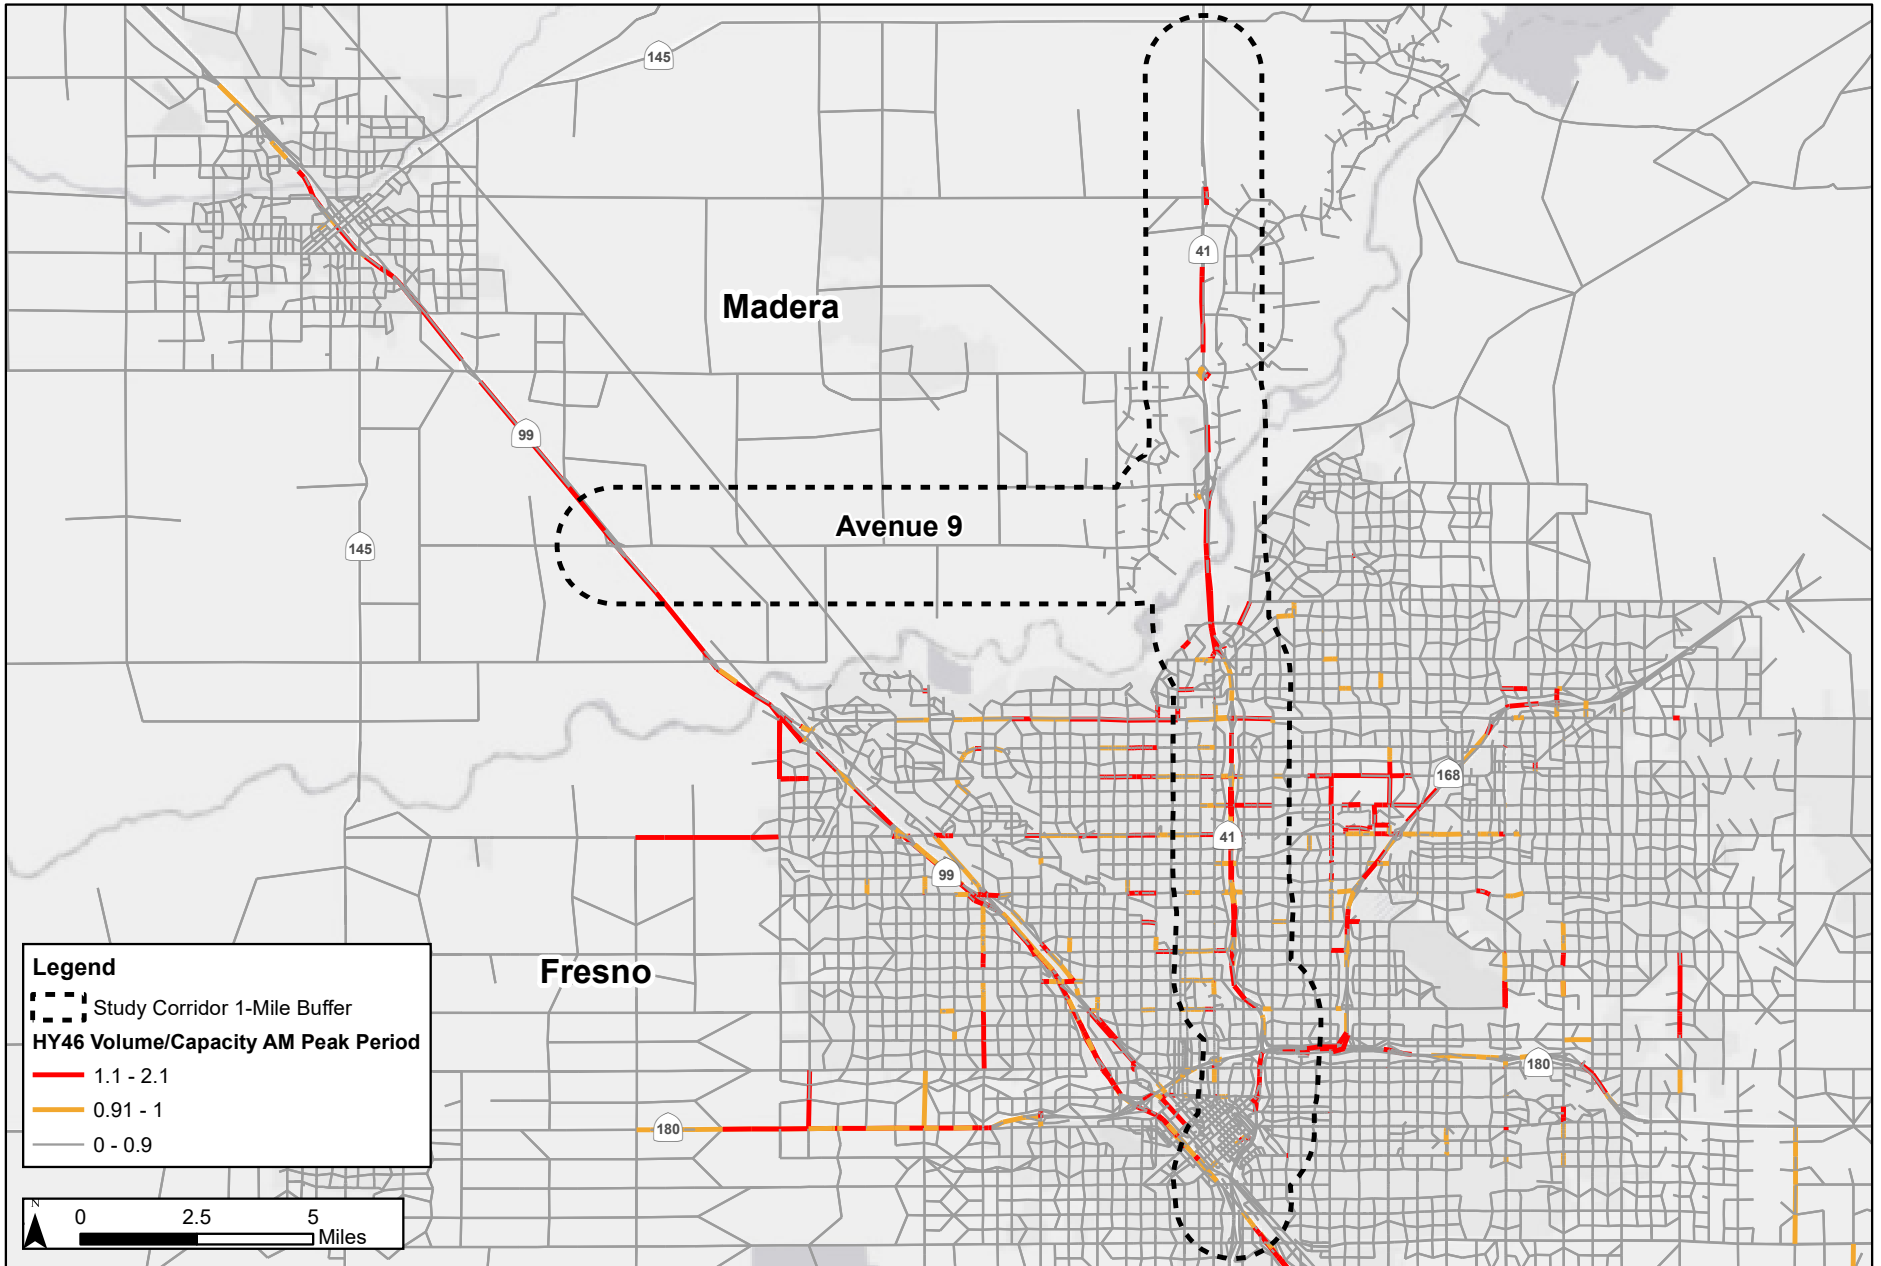 145
41
Madera
99
Avenue 9
145
168
41
99
Fresno
180
180
Legend
Study Corridor 1-Mile Buffer
HY46 Volume/Capacity AM Peak Period
1.1 - 2.1
0.91 - 1
0 - 0.9
N
0 2.5 5
Miles